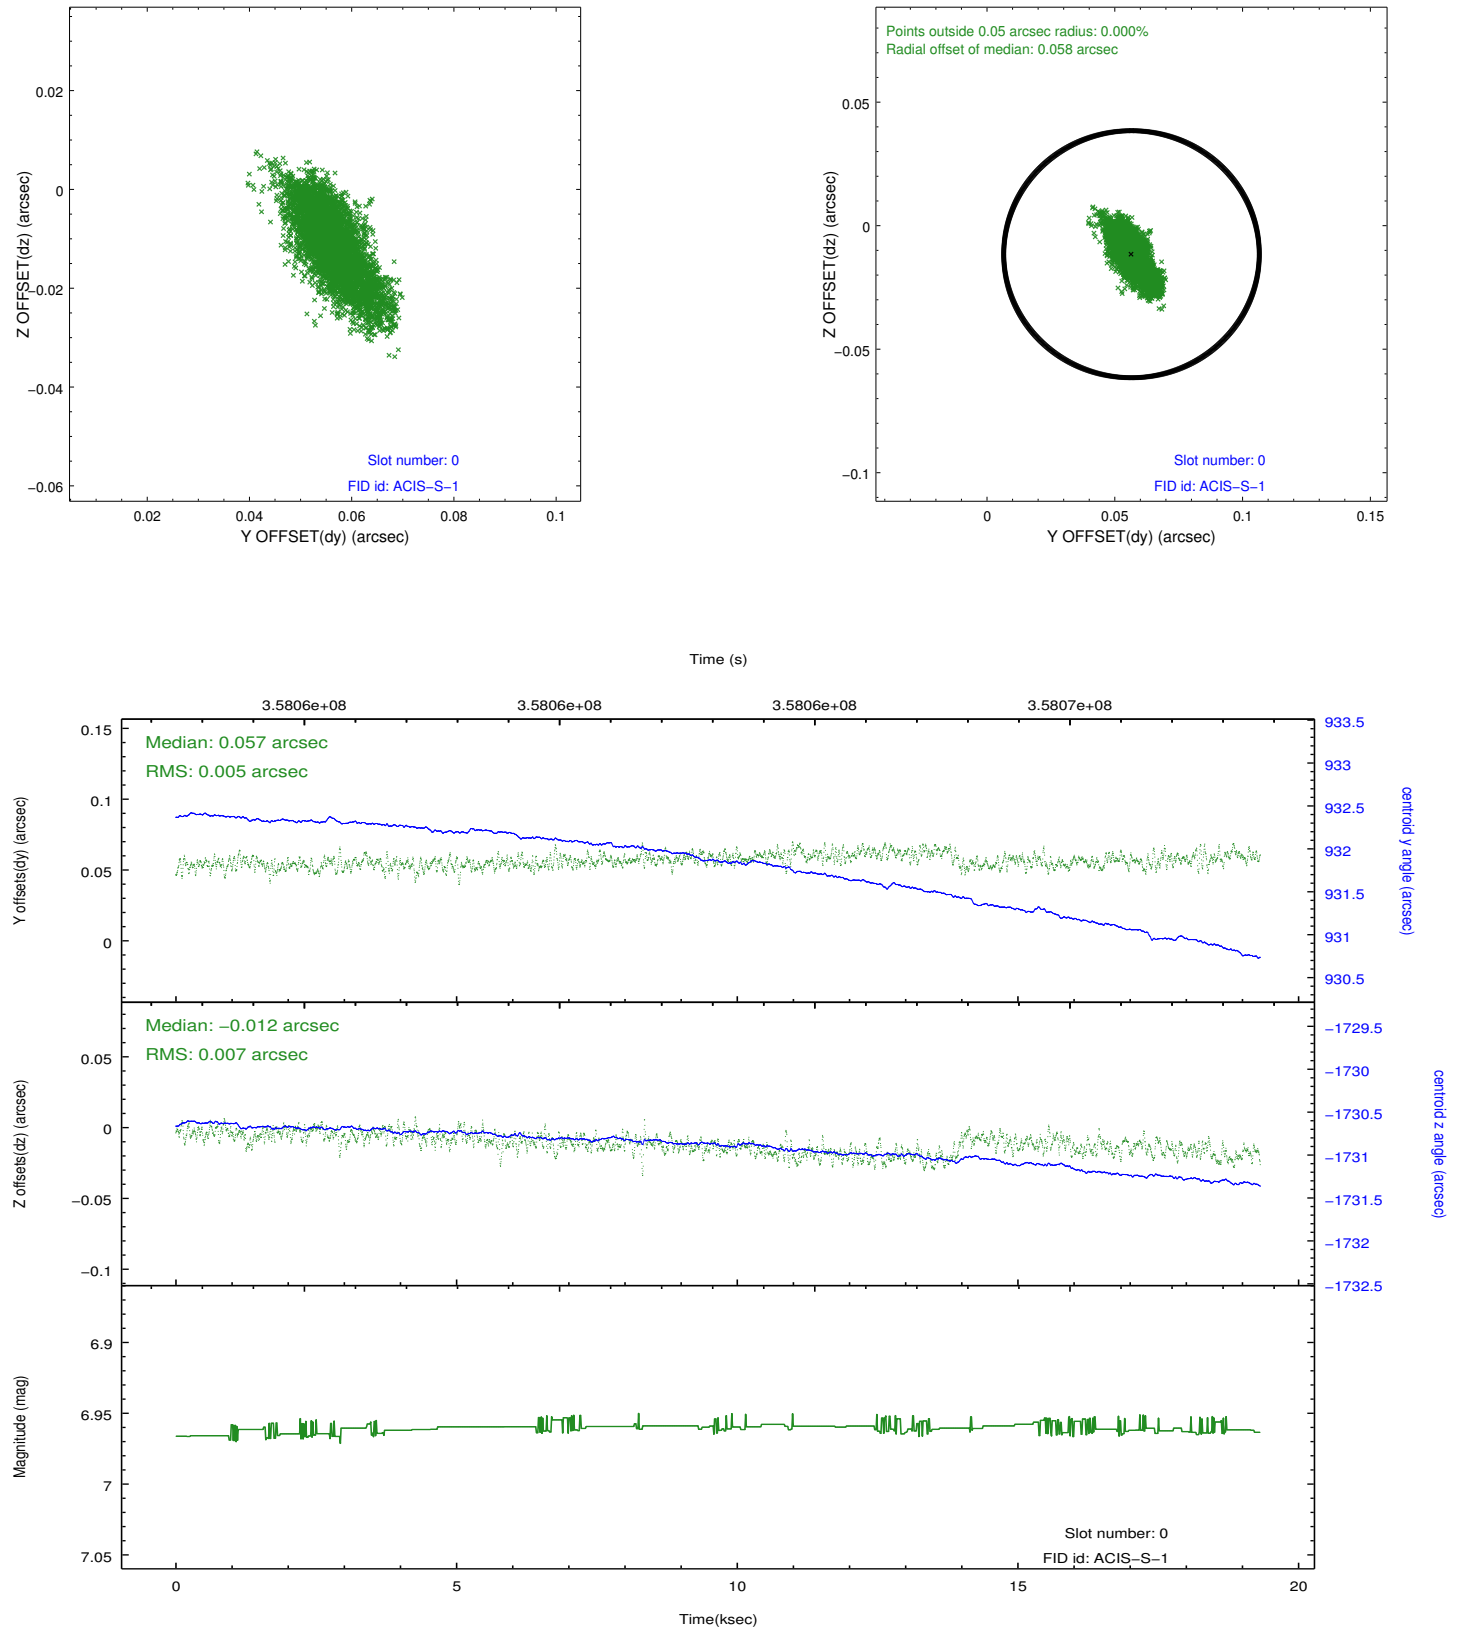 0.02
0
−0.02
−0.04
−0.06
Z OFFSET(dz) (arcsec)
Slot number: 0
FID id: ACIS−S−1
0.02 0.04 0.06 0.08 0.1
Y OFFSET(dy) (arcsec)
Points outside 0.05 arcsec radius: 0.000%
Radial offset of median: 0.058 arcsec
0.05
0
−0.05
−0.1
Z OFFSET(dz) (arcsec)
Slot number: 0
FID id: ACIS−S−1
0 0.05 0.1 0.15
Y OFFSET(dy) (arcsec)
Time (s)
3.5806e+08 3.5806e+08 3.5806e+08 3.5807e+08
Median: 0.057 arcsec
RMS: 0.005 arcsec
0.15
0.1
0.05
0
Y offsets(dy) (arcsec)
933.5
933
932.5
932
931.5
931
930.5
centroid y angle (arcsec)
Median: −0.012 arcsec
RMS: 0.007 arcsec
0.05
0
−0.05
−0.1
Z offsets(dz) (arcsec)
−1729.5
−1730
−1730.5
−1731
−1731.5
−1732
−1732.5
centroid z angle (arcsec)
6.9
6.95
7
7.05
Magnitude (mag)
Slot number: 0
FID id: ACIS−S−1
0 5 10 15 20
Time(ksec)